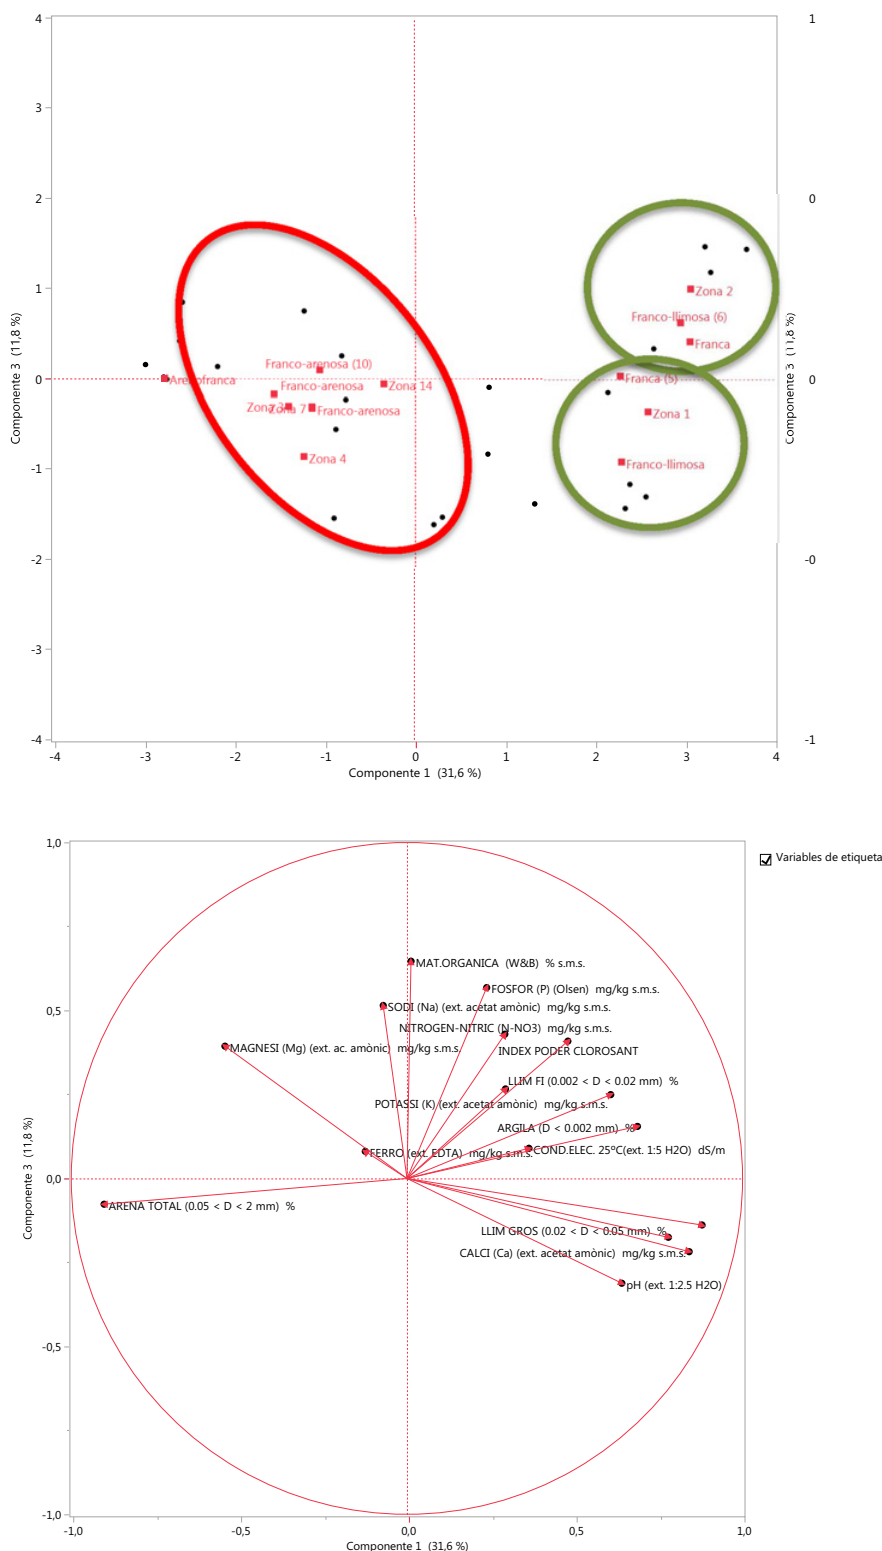 4
3
2
1
0
-1
-2
-3
-4
Componente 3 (11,8 %)
1
0
0
-0
-1
Componente 3 (11,8 %)
Zona 2
Franco-llimosa (6)
Franca
Franca (5)
Zona 1
Franco-llimosa
Franco-arenosa (10)
Arenofranca
Franco-arenosa
Zona 14
Zona 7
Franco-arenosa
Zona 4
-4
-3
-2
-1
0
1
2
3
4
Componente 1 (31,6 %)
1,0
0,5
0,0
-0,5
-1,0
Componente 3 (11,8 %)
Variables de etiqueta
MAT.ORGANICA (W&B) % s.m.s.
FOSFOR (P) (Olsen) mg/kg s.m.s.
SODI (Na) (ext. acetat amònic) mg/kg s.m.s.
NITROGEN-NITRIC (N-NO3) mg/kg s.m.s.
MAGNESI (Mg) (ext. ac. amònic) mg/kg s.m.s.
INDEX PODER CLOROSANT
LLIM FI (0.002 < D < 0.02 mm) %
POTASSI (K) (ext. acetat amònic) mg/kg s.m.s.
ARGILA (D < 0.002 mm) %
COND.ELEC. 25ºC(ext. 1:5 H2O) dS/m
FERRO (ext. EDTA) mg/kg s.m.s.
ARENA TOTAL (0.05 < D < 2 mm) %
LLIM GROS (0.02 < D < 0.05 mm) %
CALCI (Ca) (ext. acetat amònic) mg/kg s.m.s.
pH (ext. 1:2.5 H2O)
-1,0
-0,5
0,0
0,5
1,0
Componente 1 (31,6 %)